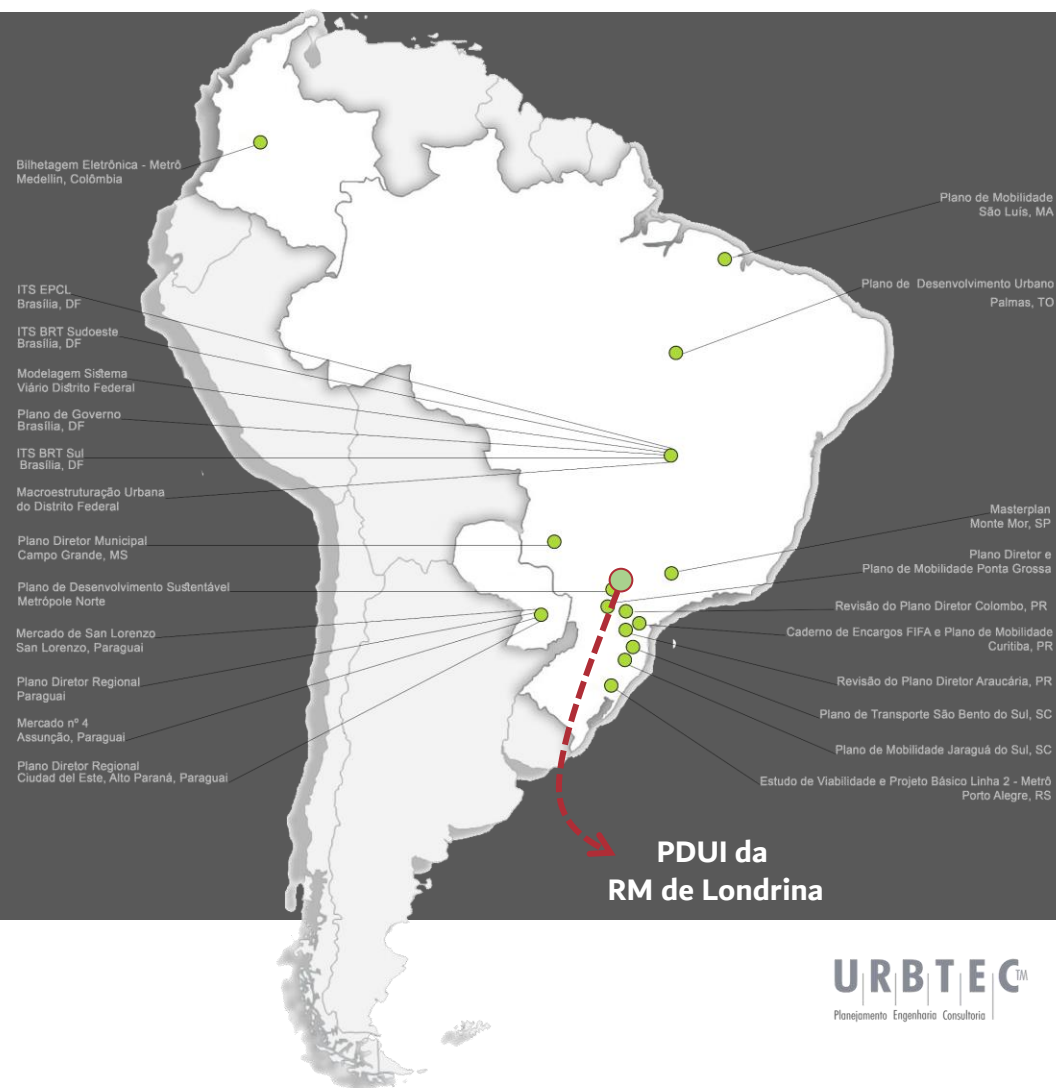 Bilhetagem Eletrônica - Metrô
Medellin, Colômbia
ITS EPCL
Brasília, DF
ITS BRT Sudoeste
Brasília, DF
Modelagem Sistema
Viário Distrito Federal
Plano de Governo
Brasília, DF
ITS BRT Sul
Brasília, DF
Macroestruturação Urbana
do Distrito Federal
Plano Diretor Municipal
Campo Grande, MS
Plano de Desenvolvimento Sustentável
Metrópole Norte
Mercado de San Lorenzo
San Lorenzo, Paraguai
Plano Diretor Regional
Paraguai
Mercado nº 4
Assunção, Paraguai
Plano Diretor Regional
Ciudad del Este, Alto Paraná, Paraguai
Plano de Mobilidade
São Luís, MA
Plano de Desenvolvimento Urbano
Palmas, TO
Masterplan
Monte Mor, SP
Plano Diretor e
Plano de Mobilidade Ponta Grossa
Revisão do Plano Diretor Colombo, PR
Caderno de Encargos FIFA e Plano de Mobilidade
Curitiba, PR
Revisão do Plano Diretor Araucária, PR
Plano de Transporte São Bento do Sul, SC
Plano de Mobilidade Jaraguá do Sul, SC
Estudo de Viabilidade e Projeto Básico Linha 2 - Metrô
Porto Alegre, RS
PDUI da
RM de Londrina
URBTEC™
Planejamento Engenharia Consultoria